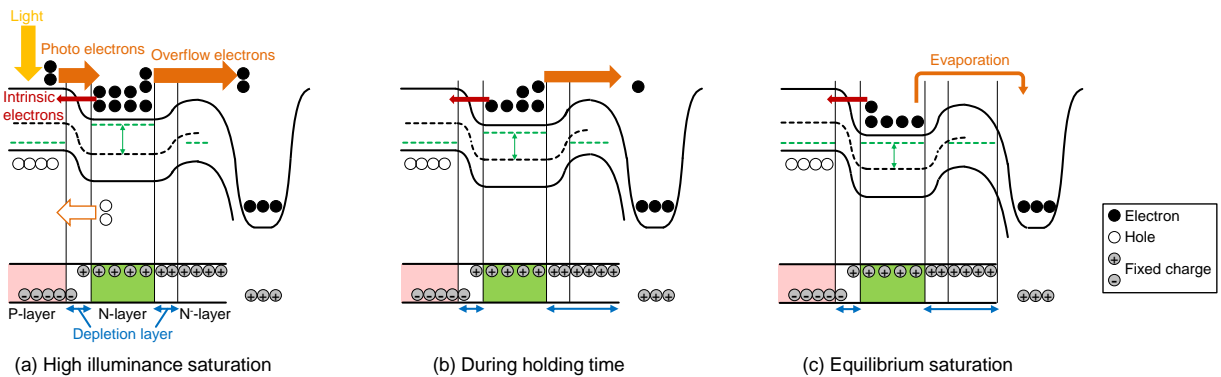 Light
Photo electrons
Overflow electrons
Intrinsic
electrons
P-layer
N-layer
N⁻-layer
Depletion layer
(a) High illuminance saturation
(b) During holding time
Evaporation
(c) Equilibrium saturation
Electron
Hole
Fixed charge